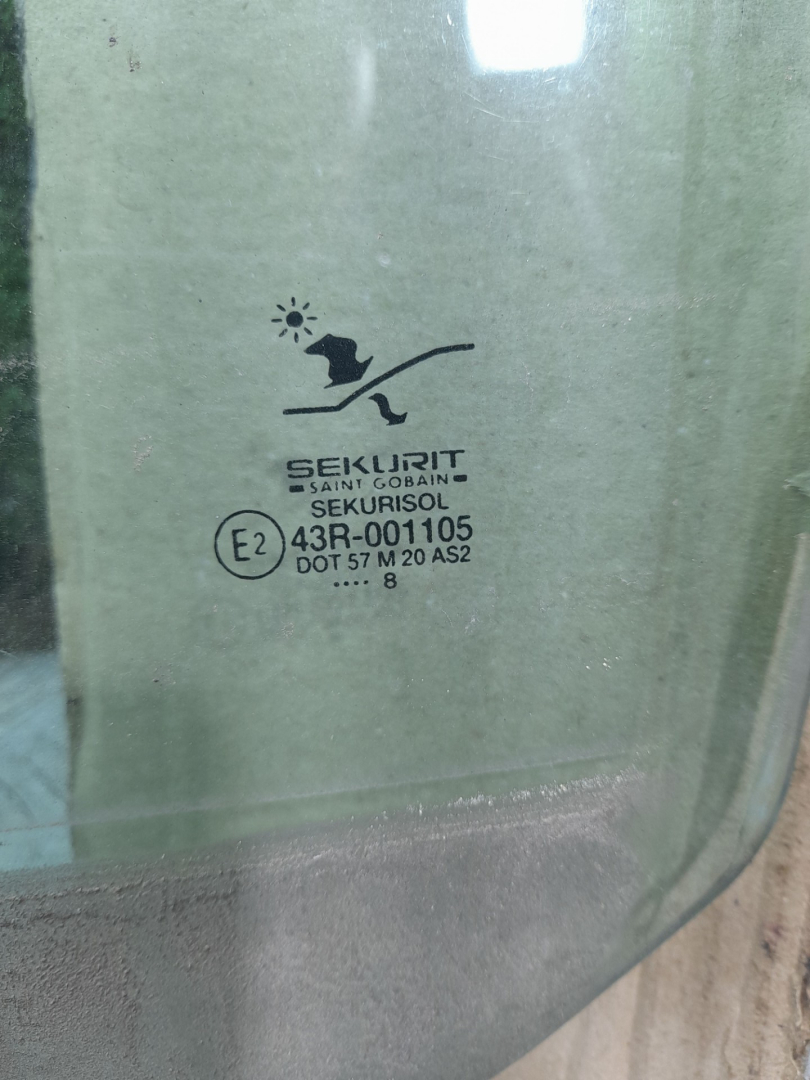 SEKURIT
SAINT GOBAIN
SEKURISOL
E2 43R-001105
DOT 57 M 20 AS2
.... 8